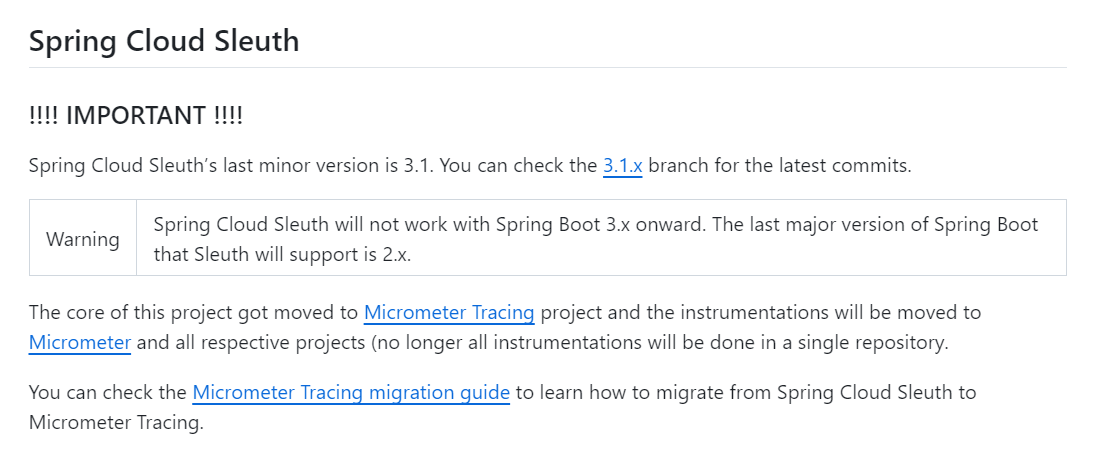 Spring Cloud Sleuth
!!!! IMPORTANT !!!!
Spring Cloud Sleuth’s last minor version is 3.1. You can check the 3.1.x branch for the latest commits.
Warning
Spring Cloud Sleuth will not work with Spring Boot 3.x onward. The last major version of Spring Boot
that Sleuth will support is 2.x.
The core of this project got moved to Micrometer Tracing project and the instrumentations will be moved to
Micrometer and all respective projects (no longer all instrumentations will be done in a single repository.
You can check the Micrometer Tracing migration guide to learn how to migrate from Spring Cloud Sleuth to
Micrometer Tracing.